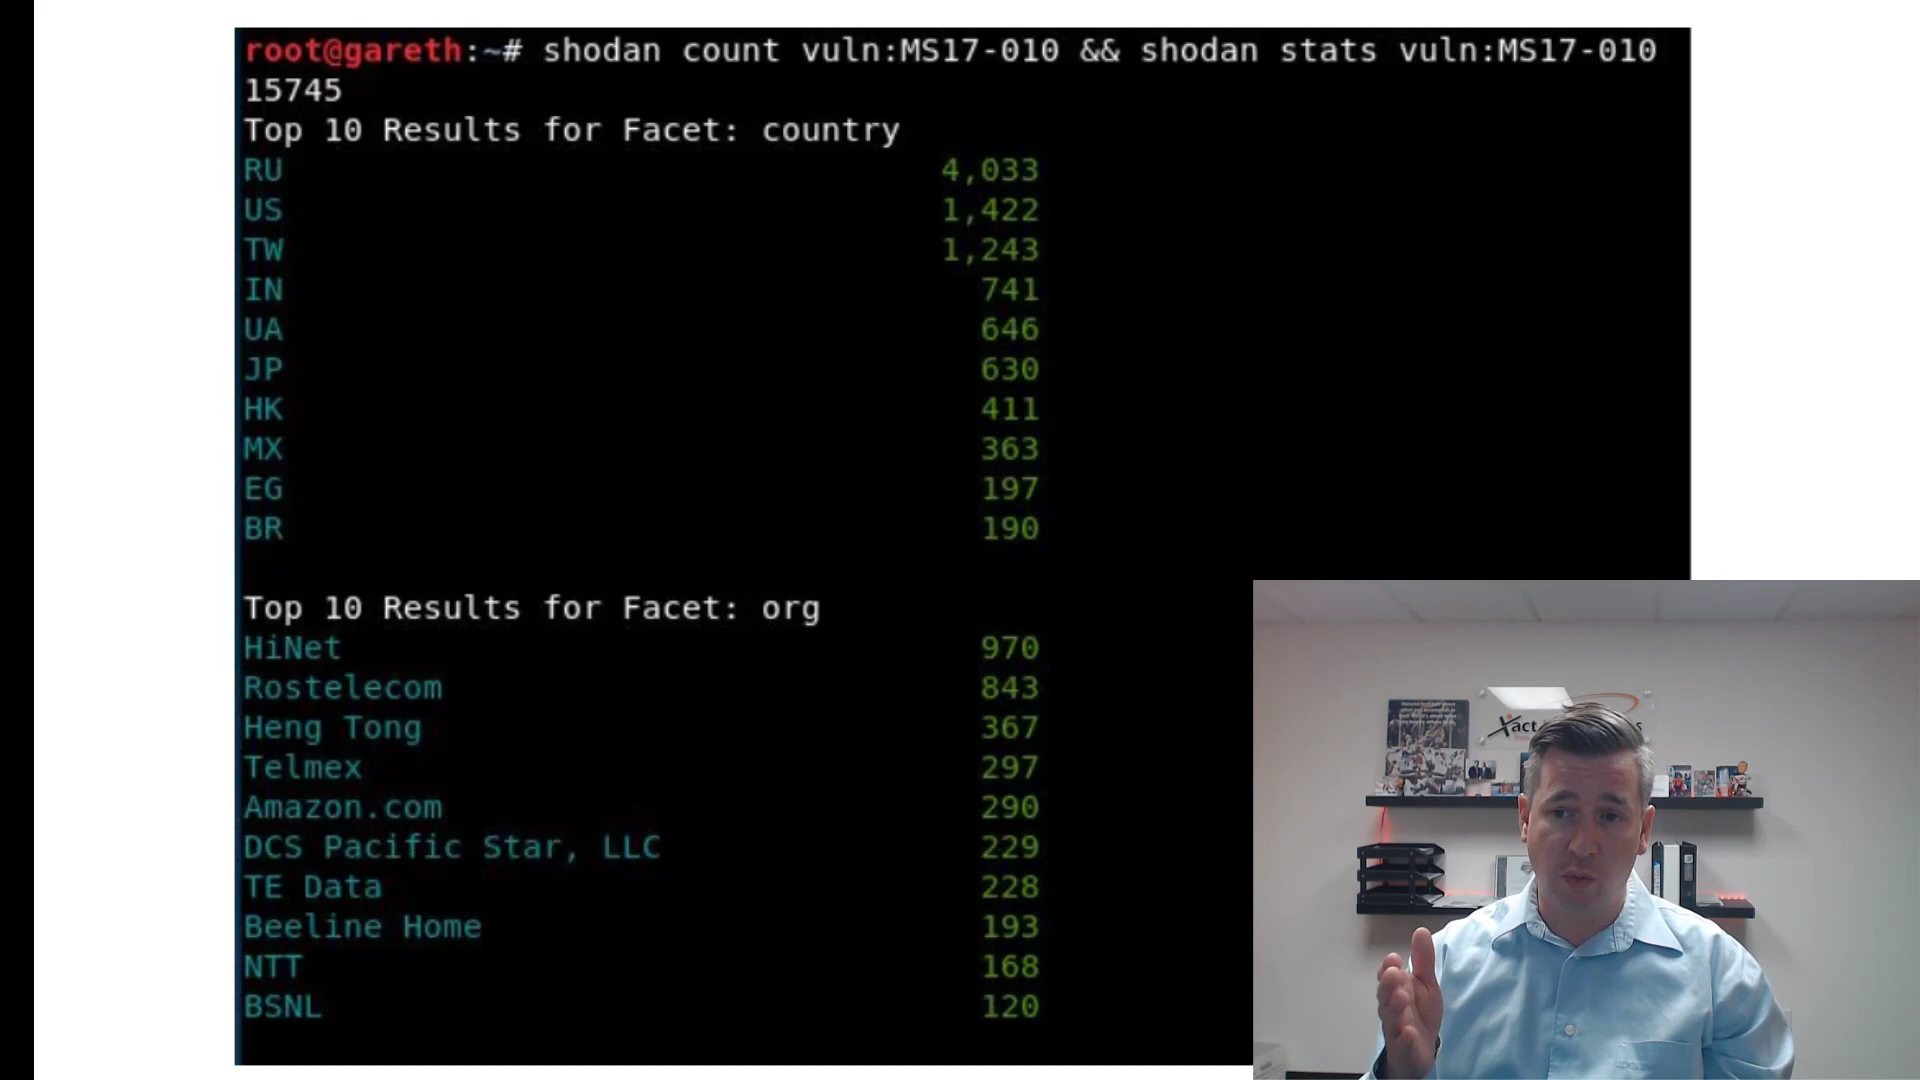 root@gareth:~# shodan count vuln:MS17-010 && shodan stats vuln:MS17-010
15745
Top 10 Results for Facet: country
RU 4,033
US 1,422
TW 1,243
IN 741
UA 646
JP 630
HK 411
MX 363
EG 197
BR 190
Top 10 Results for Facet: org
HiNet 970
Rostelecom 843
Heng Tong 367
Telmex 297
Amazon.com 290
DCS Pacific Star, LLC 229
TE Data 228
Beeline Home 193
NTT 168
BSNL 120